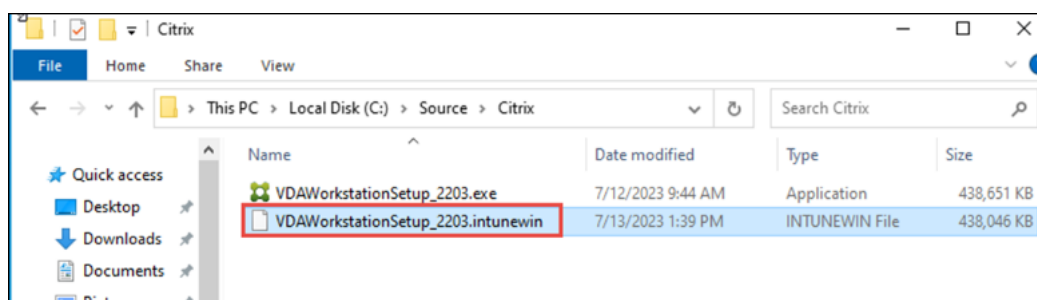 Citrix
File Home Share View
This PC > Local Disk (C:) > Source > Citrix Search Citrix
Name Date modified Type Size
Quick access
VDAWorkstationSetup_2203.exe 7/12/2023 9:44 AM Application 438,651 KB
Desktop
VDAWorkstationSetup_2203.intunewin 7/13/2023 1:39 PM INTUNEWIN File 438,046 KB
Downloads
Documents